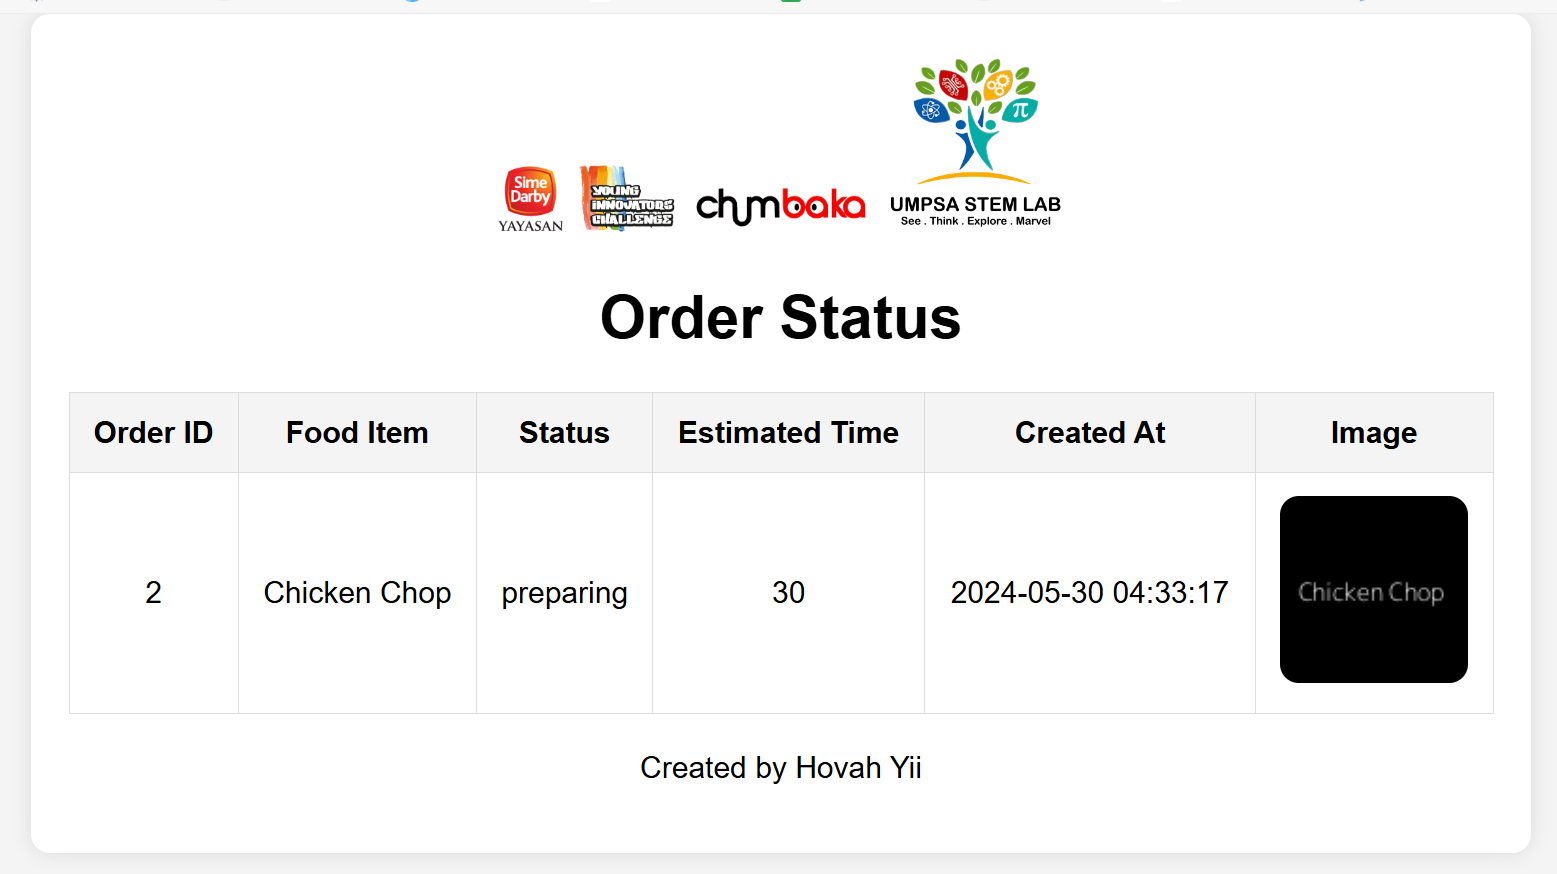 Sime
Darby
YAYASAN
YOUNG
INNOVATORS
CHALLENGE
chumbaka
π
UMPSA STEM LAB
See . Think . Explore . Marvel
Order Status
Order ID Food Item Status Estimated Time Created At Image
2 Chicken Chop preparing 30 2024-05-30 04:33:17 Chicken Chop
Created by Hovah Yii